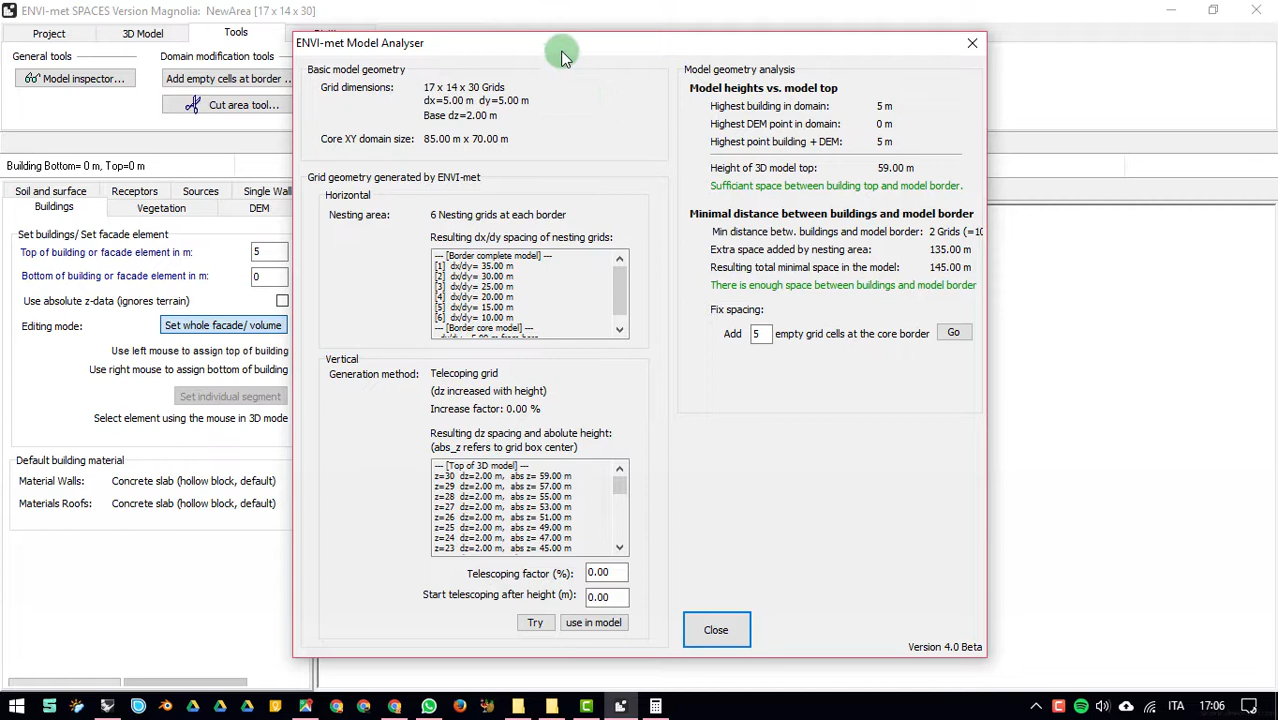 ENVI-met SPACES Version Magnolia: NewArea [17 x 14 x 30]
Project
3D Model
Tools
General tools
Domain modification tools
Model inspector...
Add empty cells at border ..
Cut area tool...
Building Bottom= 0 m, Top=0 m
Soil and surface
Receptors
Sources
Single Wall
Buildings
Vegetation
DEM
Set buildings/ Set facade element
Top of building or facade element in m:
5
Bottom of building or facade element in m:
0
Use absolute z-data (ignores terrain)
Editing mode:
Set whole facade/ volume
Use left mouse to assign top of building
Use right mouse to assign bottom of building
Set individual segment
Select element using the mouse in 3D mode
Default building material
Material Walls:
Concrete slab (hollow block, default)
Materials Roofs:
Concrete slab (hollow block, default)
ENVI-met Model Analyser
Basic model geometry
Grid dimensions:
17 x 14 x 30 Grids
dx=5.00 m dy=5.00 m
Base dz=2.00 m
Core XY domain size:
85.00 m x 70.00 m
Grid geometry generated by ENVI-met
Horizontal
Nesting area:
6 Nesting grids at each border
Resulting dx/dy spacing of nesting grids:
--- [Border complete model] ---
[1] dx/dy= 35.00 m
[2] dx/dy= 30.00 m
[3] dx/dy= 25.00 m
[4] dx/dy= 20.00 m
[5] dx/dy= 15.00 m
[6] dx/dy= 10.00 m
--- [Border core model] ---
Vertical
Generation method:
Telecoping grid
(dz increased with height)
Increase factor: 0.00 %
Resulting dz spacing and abolute height:
(abs_z refers to grid box center)
--- [Top of 3D model] ---
z=30 dz=2.00 m, abs z= 59.00 m
z=29 dz=2.00 m, abs z= 57.00 m
z=28 dz=2.00 m, abs z= 55.00 m
z=27 dz=2.00 m, abs z= 53.00 m
z=26 dz=2.00 m, abs z= 51.00 m
z=25 dz=2.00 m, abs z= 49.00 m
z=24 dz=2.00 m, abs z= 47.00 m
z=23 dz=2.00 m, abs z= 45.00 m
Telescoping factor (%):
0.00
Start telescoping after height (m):
0.00
Try
use in model
Model geometry analysis
Model heights vs. model top
Highest building in domain:
5 m
Highest DEM point in domain:
0 m
Highest point building + DEM:
5 m
Height of 3D model top:
59.00 m
Sufficient space between building top and model border.
Minimal distance between buildings and model border
Min distance betw. buildings and model border:
2 Grids (=10
Extra space added by nesting area:
135.00 m
Resulting total minimal space in the model:
145.00 m
There is enough space between buildings and model border
Fix spacing:
Add
5
empty grid cells at the core border
Go
Close
Version 4.0 Beta
ITA
17:06